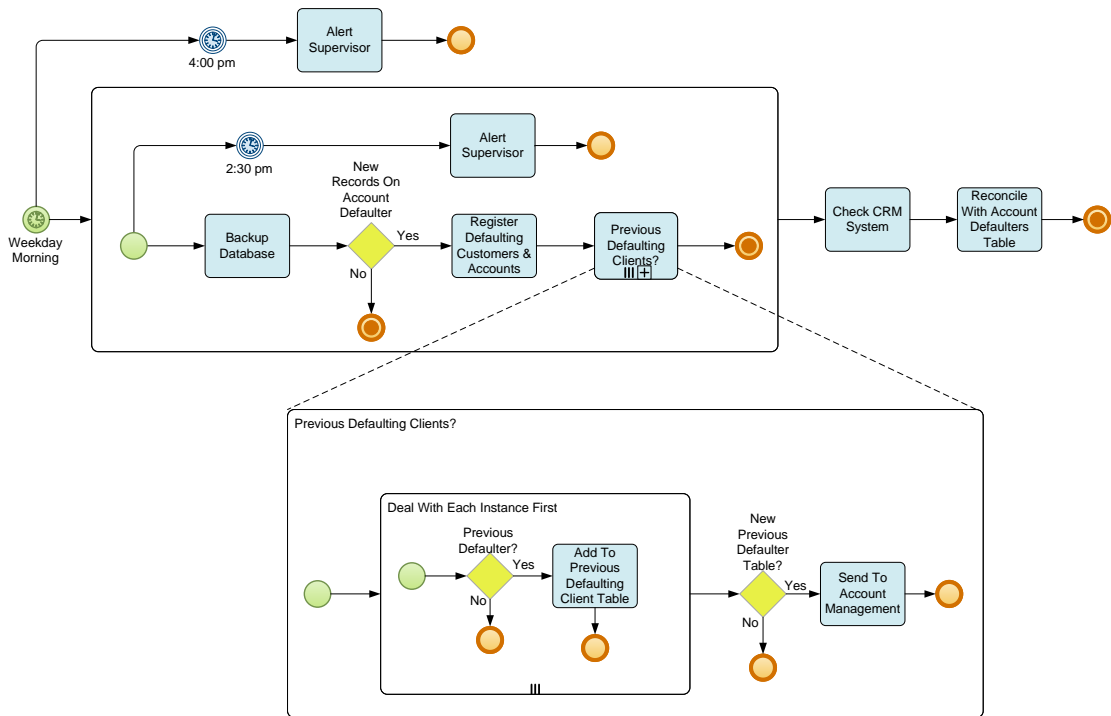 Alert
Supervisor
4:00 pm
Alert
Supervisor
2:30 pm
New
Records On
Account
Defaulter
Weekday
Morning
Backup
Database
Yes
No
Register
Defaulting
Customers &
Accounts
Previous
Defaulting
Clients?
Check CRM
System
Reconcile
With Account
Defaulters
Table
Previous Defaulting Clients?
Deal With Each Instance First
Previous
Defaulter?
Yes
No
Add To
Previous
Defaulting
Client Table
New
Previous
Defaulter
Table?
Yes
No
Send To
Account
Management